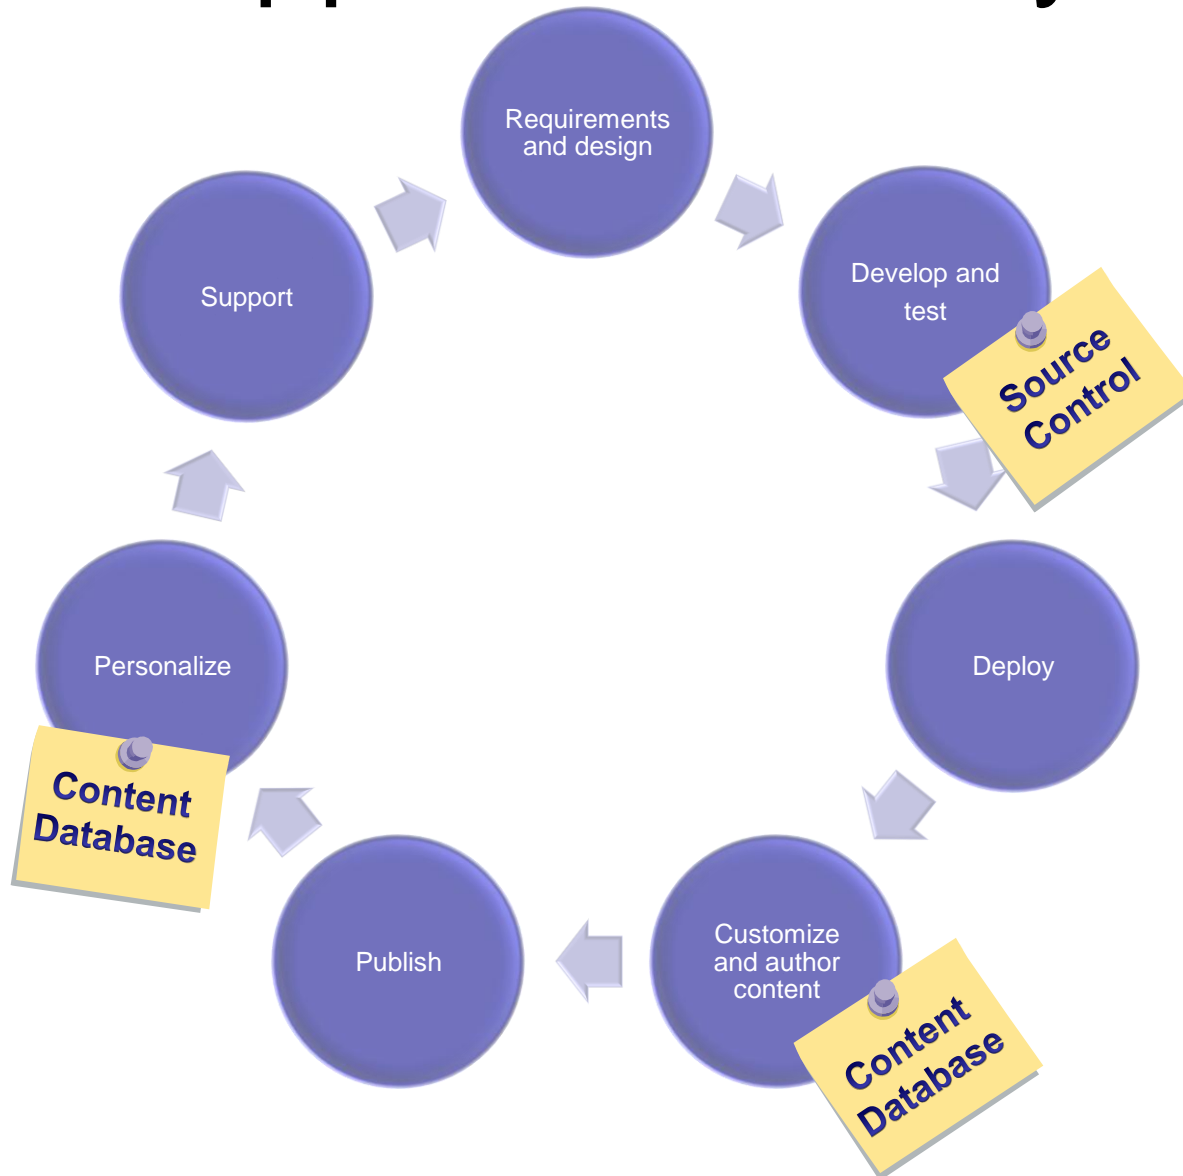 Requirements
and design
Develop and
test
Source
Control
Deploy
Customize
and author
content
Content
Database
Publish
Personalize
Content
Database
Support